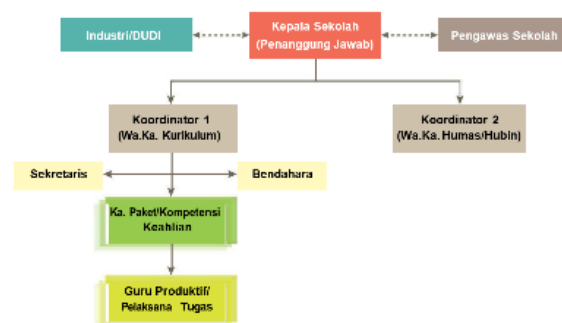 Industri/DUDI
Kepala Sekolah
(Penanggung Jawab)
Pengawas Sekolah
Koordinator 1
(Wa.Ka. Kurikulum)
Koordinator 2
(Wa.Ka. Humas/Hubin)
Sekretaris
Bendahara
Ka. Paket/Kompetensi
Keahlian
Guru Produktif/
Pelaksana Tugas